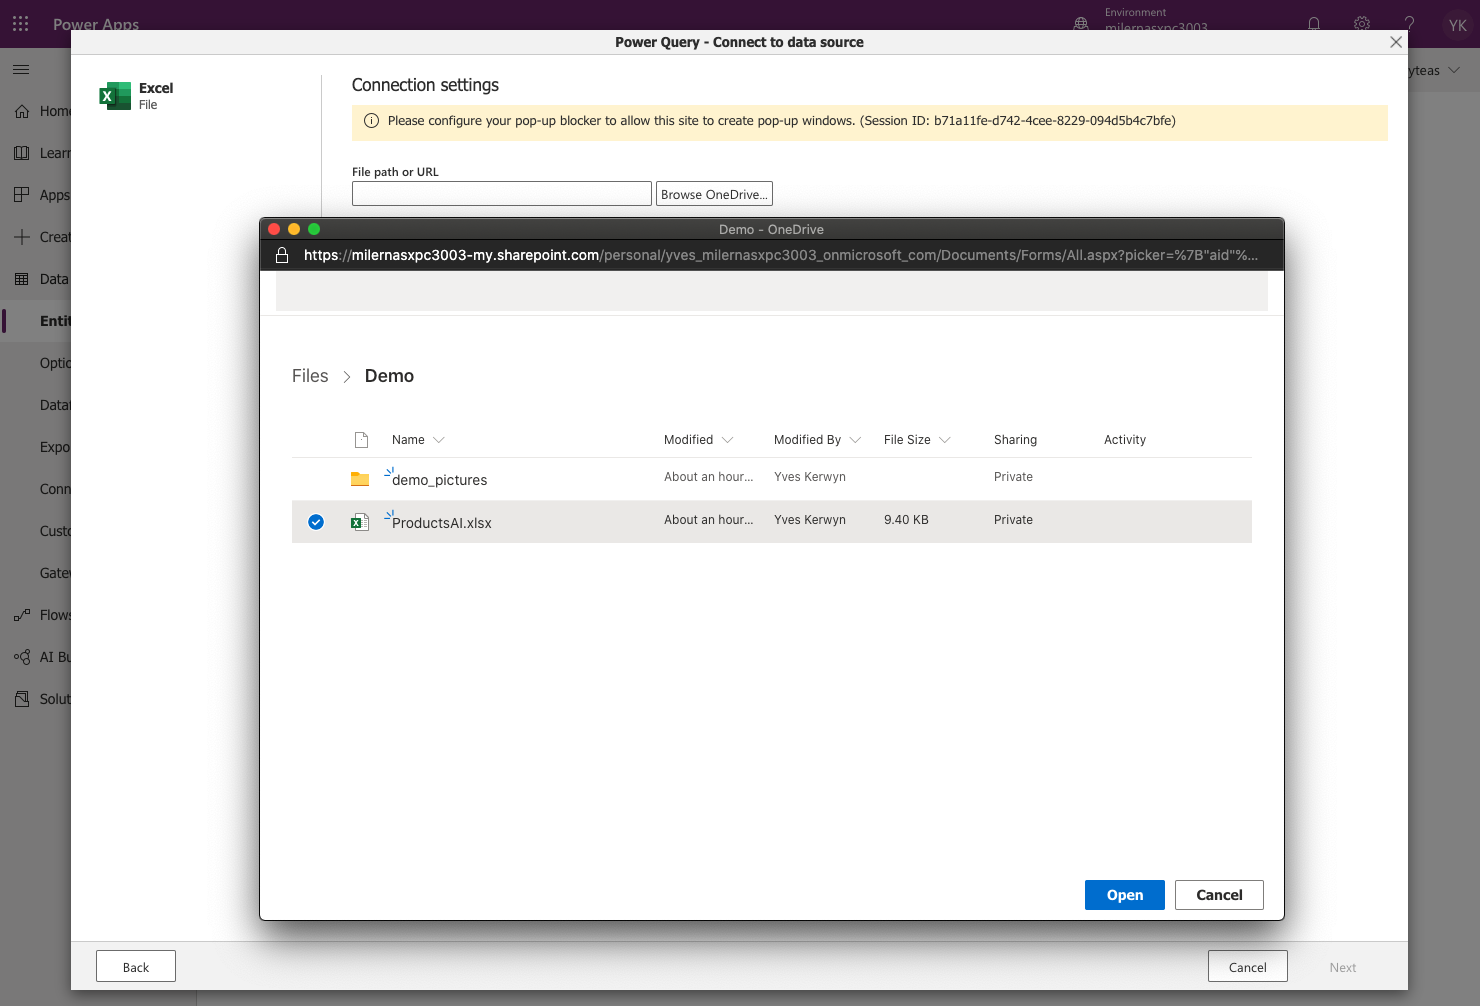 Power Apps
Environment
milernasxpc3003
YK
Power Query - Connect to data source
Excel
File
Connection settings
Please configure your pop-up blocker to allow this site to create pop-up windows. (Session ID: b71a11fe-d742-4cee-8229-094d5b4c7bfe)
File path or URL
Browse OneDrive...
Home
Learn
Apps
Creat
Data
Entit
Optic
Dataf
Expo
Conn
Custo
Gatew
Flows
AI Bu
Solut
yteas
Demo - OneDrive
https://milernasxpc3003-my.sharepoint.com/personal/yves_milernasxpc3003_onmicrosoft_com/Documents/Forms/All.aspx?picker=%7B"aid"%...
Files > Demo
Name Modified Modified By File Size Sharing Activity
demo_pictures About an hour... Yves Kerwyn Private
ProductsAI.xlsx About an hour... Yves Kerwyn 9.40 KB Private
Open Cancel
Back Cancel Next